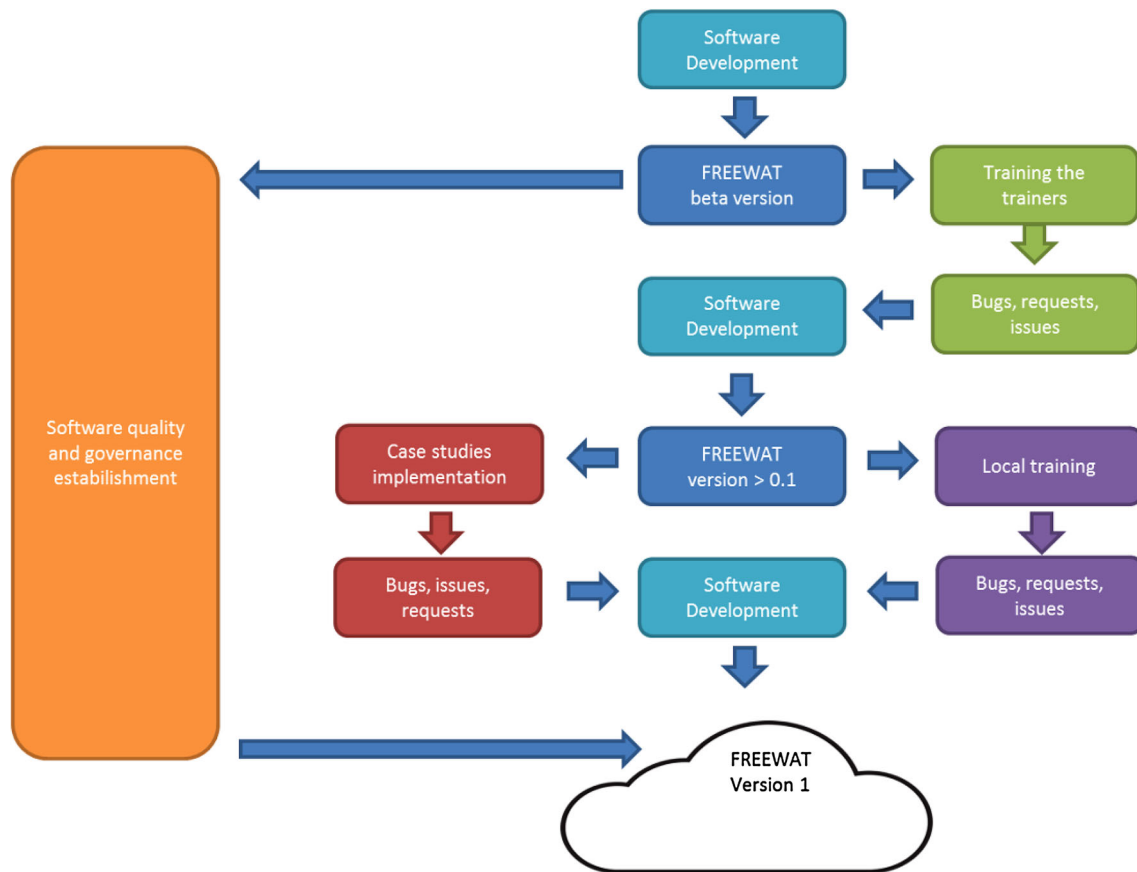 Software
Development
FREEWAT
beta version
Training the
trainers
Software
Development
Bugs, requests,
issues
Software quality
and governance
estabilishment
Case studies
implementation
FREEWAT
version > 0.1
Local training
Bugs, issues,
requests
Software
Development
Bugs, requests,
issues
FREEWAT
Version 1